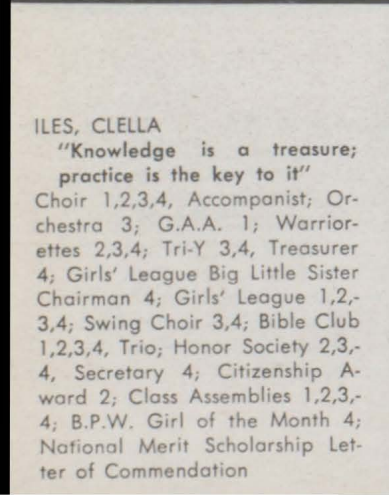 ILES, CLELLA
"Knowledge is a treasure;
practice is the key to it"
Choir 1,2,3,4, Accompanist; Or-
chestra 3; G.A.A. 1; Warrior-
ettes 2,3,4; Tri-Y 3,4, Treasurer
4; Girls' League Big Little Sister
Chairman 4; Girls' League 1,2,-
3,4; Swing Choir 3,4; Bible Club
1,2,3,4, Trio; Honor Society 2,3,-
4, Secretary 4; Citizenship A-
ward 2; Class Assemblies 1,2,3,-
4; B.P.W. Girl of the Month 4;
National Merit Scholarship Let-
ter of Commendation